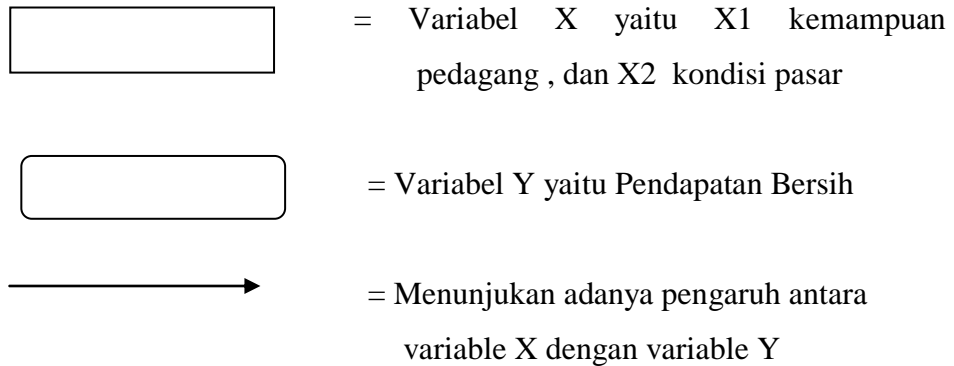 = Variabel X yaitu X1 kemampuan
pedagang , dan X2 kondisi pasar
= Variabel Y yaitu Pendapatan Bersih
= Menunjukan adanya pengaruh antara
variable X dengan variable Y